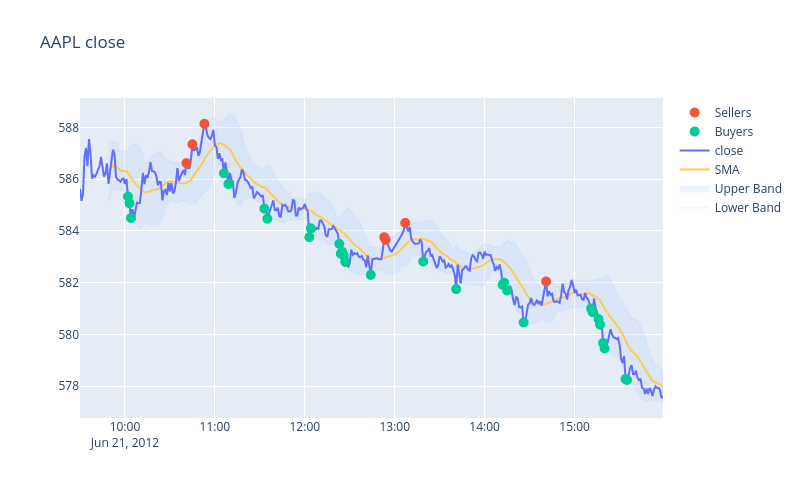 AAPL close
Sellers
Buyers
close
SMA
Upper Band
Lower Band
588
586
584
582
580
578
10:00
11:00
12:00
13:00
14:00
15:00
Jun 21, 2012